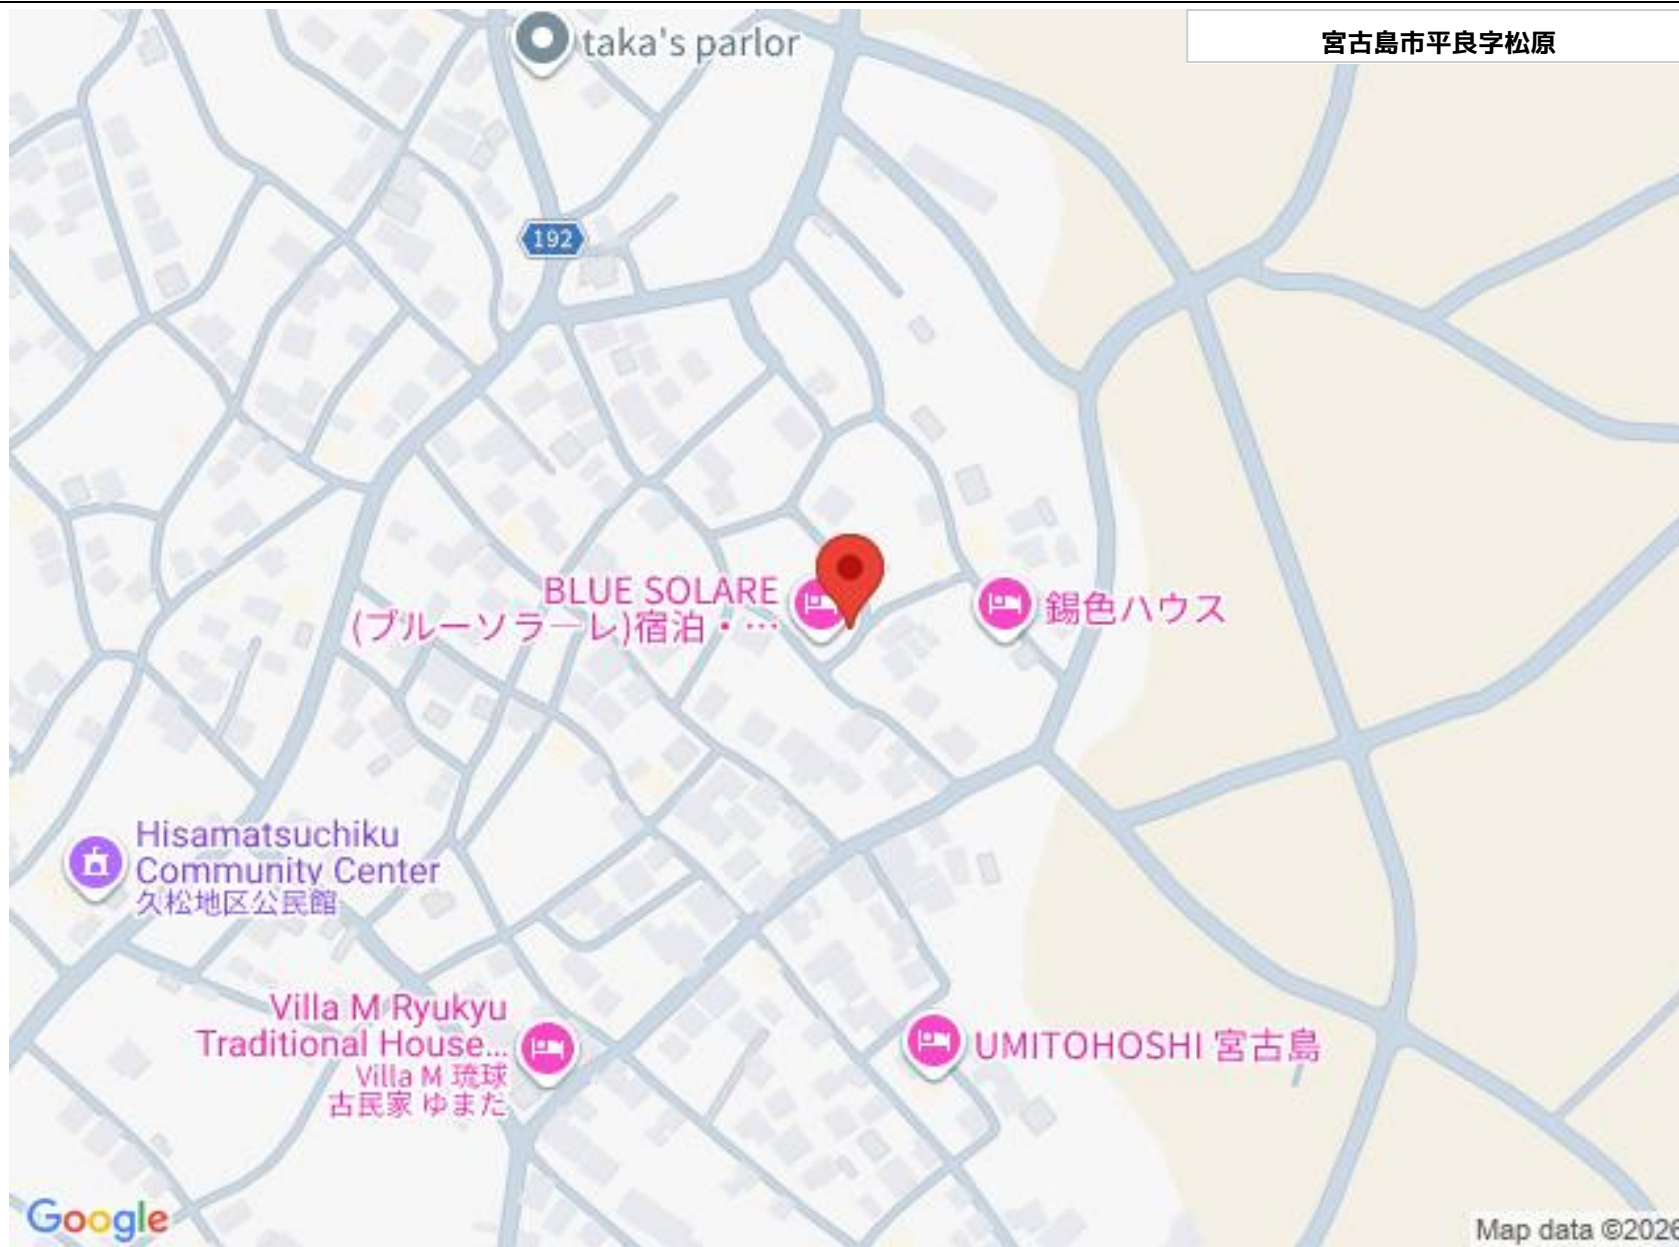 taka's parlor
宮古島市平良字松原
192
BLUE SOLARE
(ブルーソラーレ)宿泊・…
錫色ハウス
Hisamatsuchiku
Community Center
久松地区公民館
Villa M Ryukyu
Traditional House...
Villa M 琉球
古民家 ゆまた
UMITOHOSHI 宮古島
Google
Map data ©2026